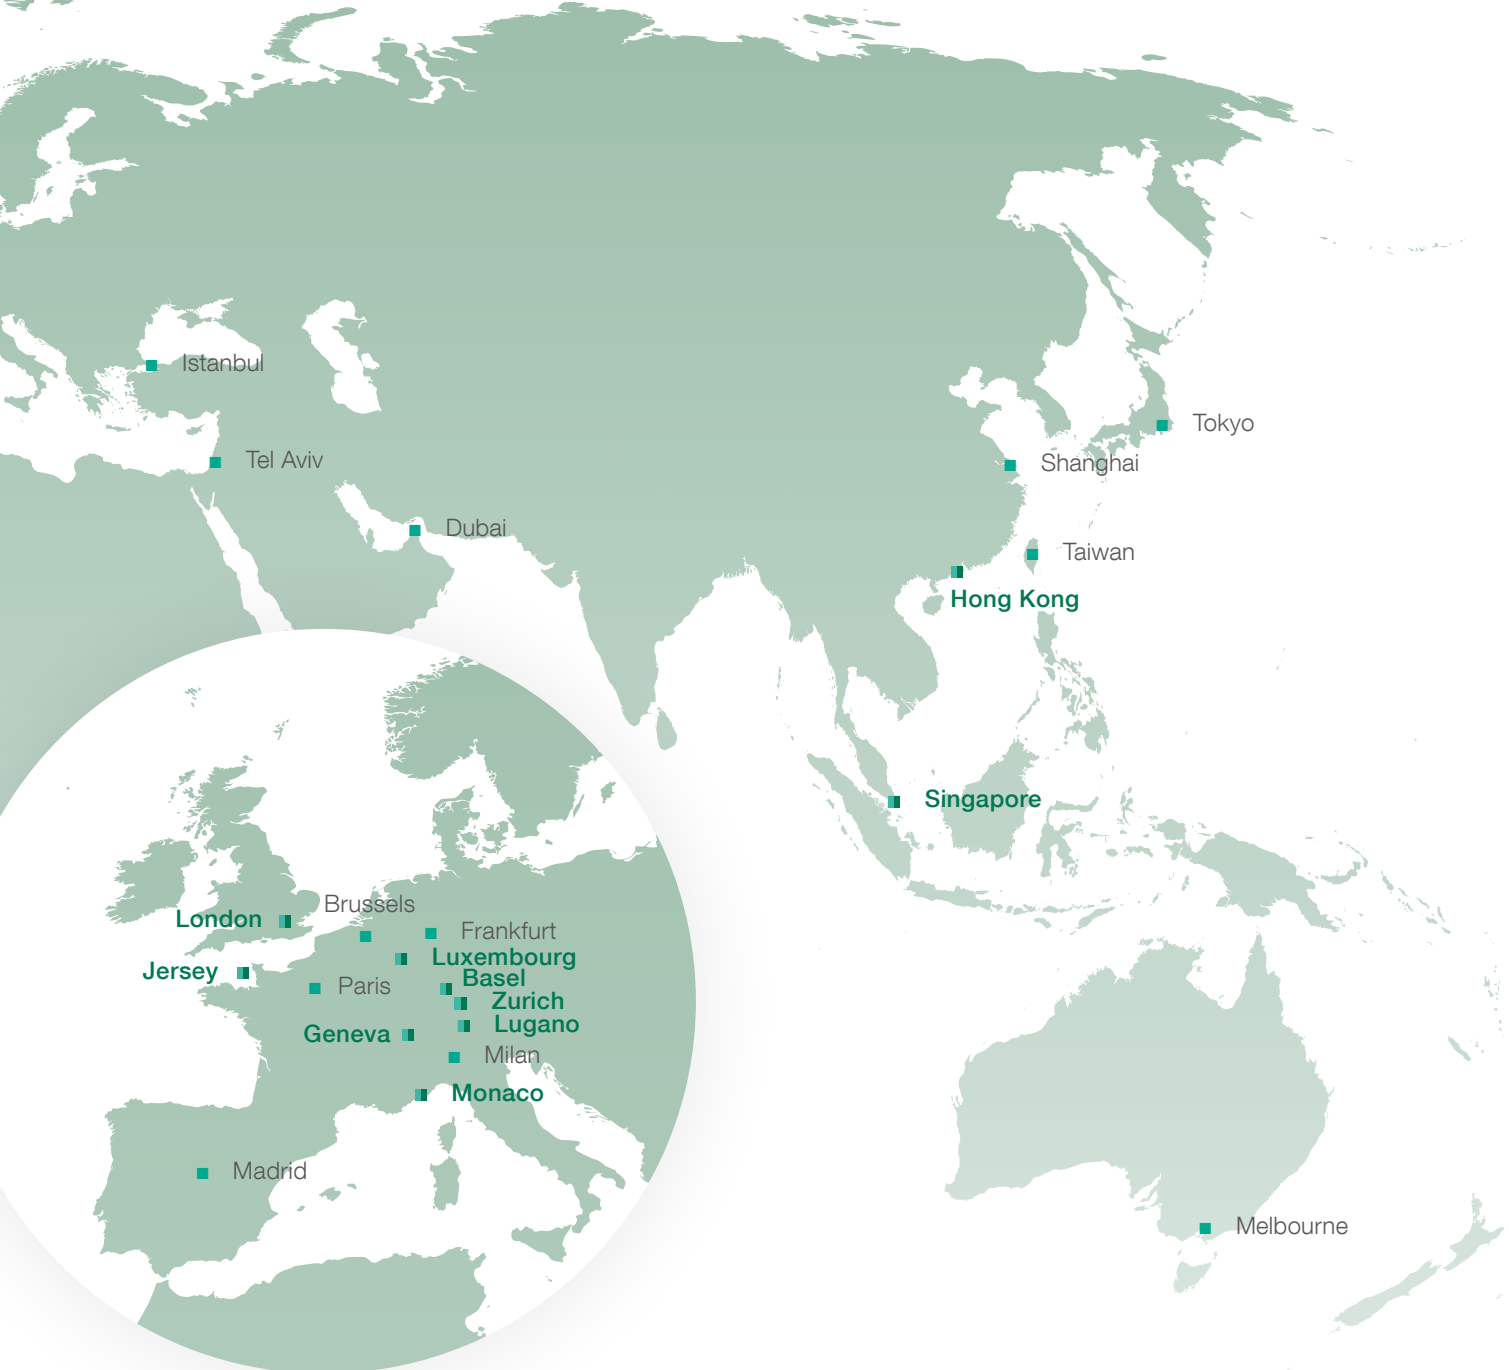 Istanbul
Tokyo
Tel Aviv
Shanghai
Dubai
Taiwan
Hong Kong
Singapore
Brussels
London
Frankfurt
Luxembourg
Jersey
Basel
Paris
Zurich
Lugano
Geneva
Milan
Monaco
Madrid
Melbourne